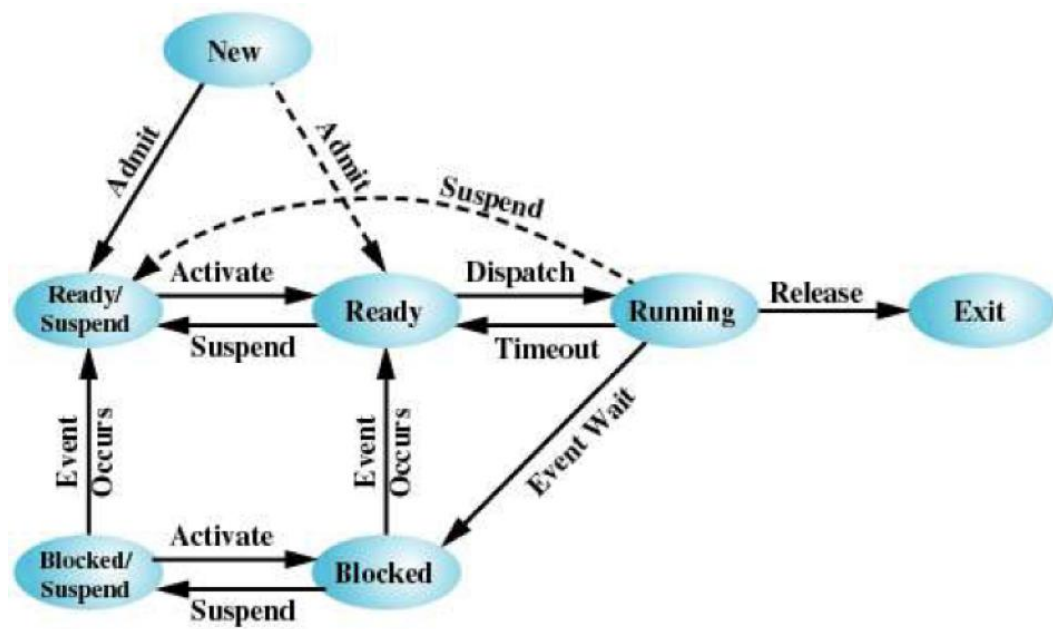 New
Admit
Admit
Suspend
Activate
Dispatch
Ready/
Suspend
Ready
Running
Release
Exit
Suspend
Timeout
Event
Occurs
Event
Occurs
Event Wait
Activate
Blocked/
Suspend
Blocked
Suspend